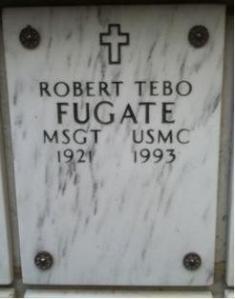 ROBERT TEBO
FUGATE
MSGT USMC
1921 1993